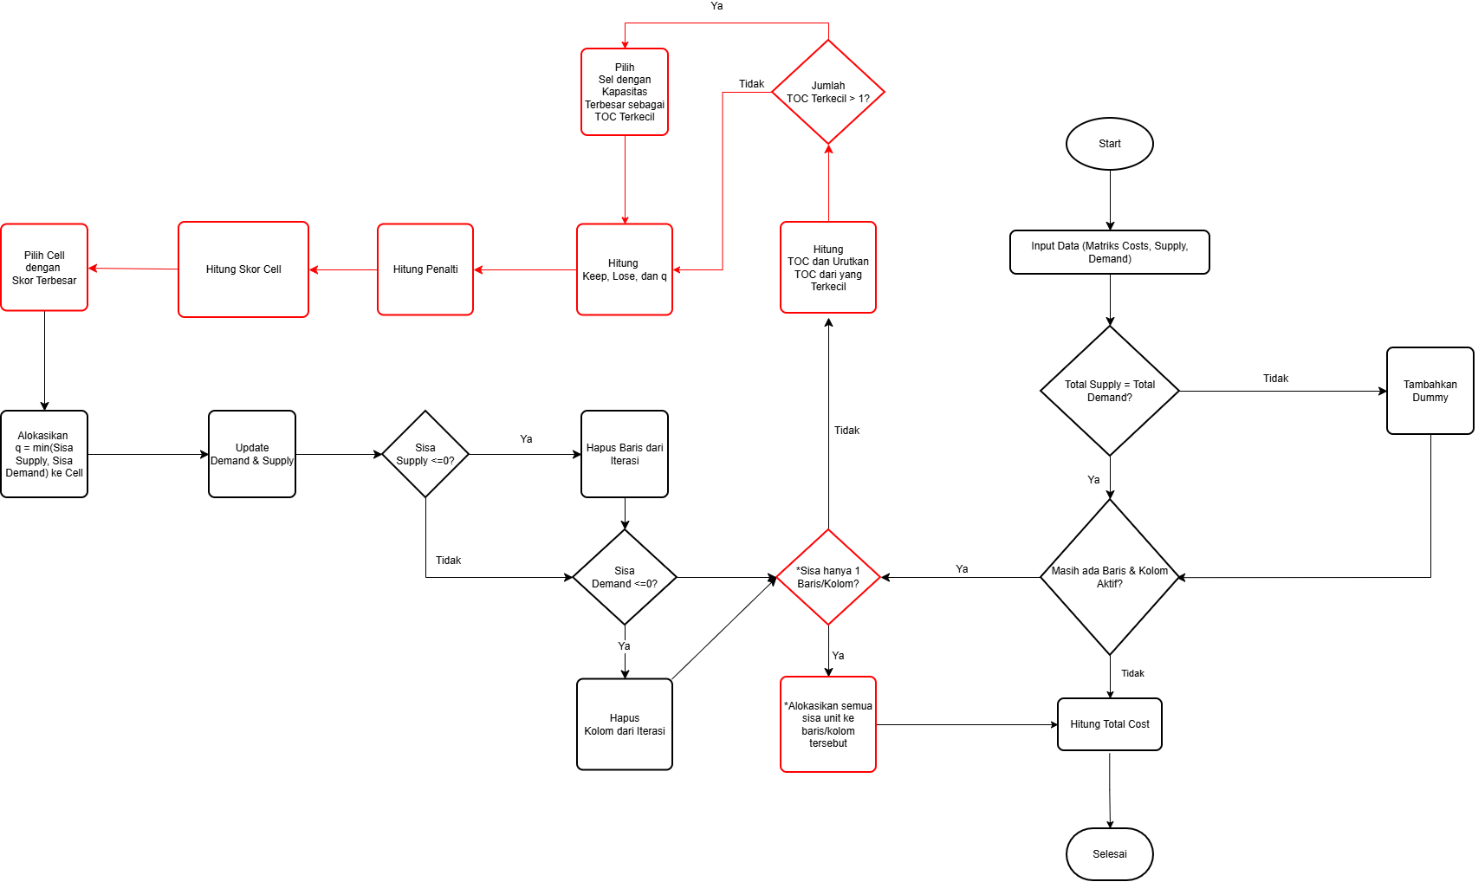 Ya
Pilih
Sel dengan
Kapasitas
Terbesar sebagai
TOC Terkecil
Tidak
Jumlah
TOC Terkecil > 1?
Start
Pilih Cell
dengan
Skor Terbesar
Hitung Skor Cell
Hitung Penalti
Hitung
Keep, Lose, dan q
Hitung
TOC dan Urutkan
TOC dari yang
Terkecil
Input Data (Matriks Costs, Supply,
Demand)
Total Supply = Total
Demand?
Tidak
Tambahkan
Dummy
Alokasikan
q = min(Sisa
Supply, Sisa
Demand) ke Cell
Update
Demand & Supply
Sisa
Supply <=0?
Ya
Hapus Baris dari
Iterasi
Tidak
Ya
Tidak
Sisa
Demand <=0?
*Sisa hanya 1
Baris/Kolom?
Ya
Masih ada Baris & Kolom
Aktif?
Ya
Ya
Tidak
Hapus
Kolom dari Iterasi
*Alokasikan semua
sisa unit ke
baris/kolom
tersebut
Hitung Total Cost
Selesai